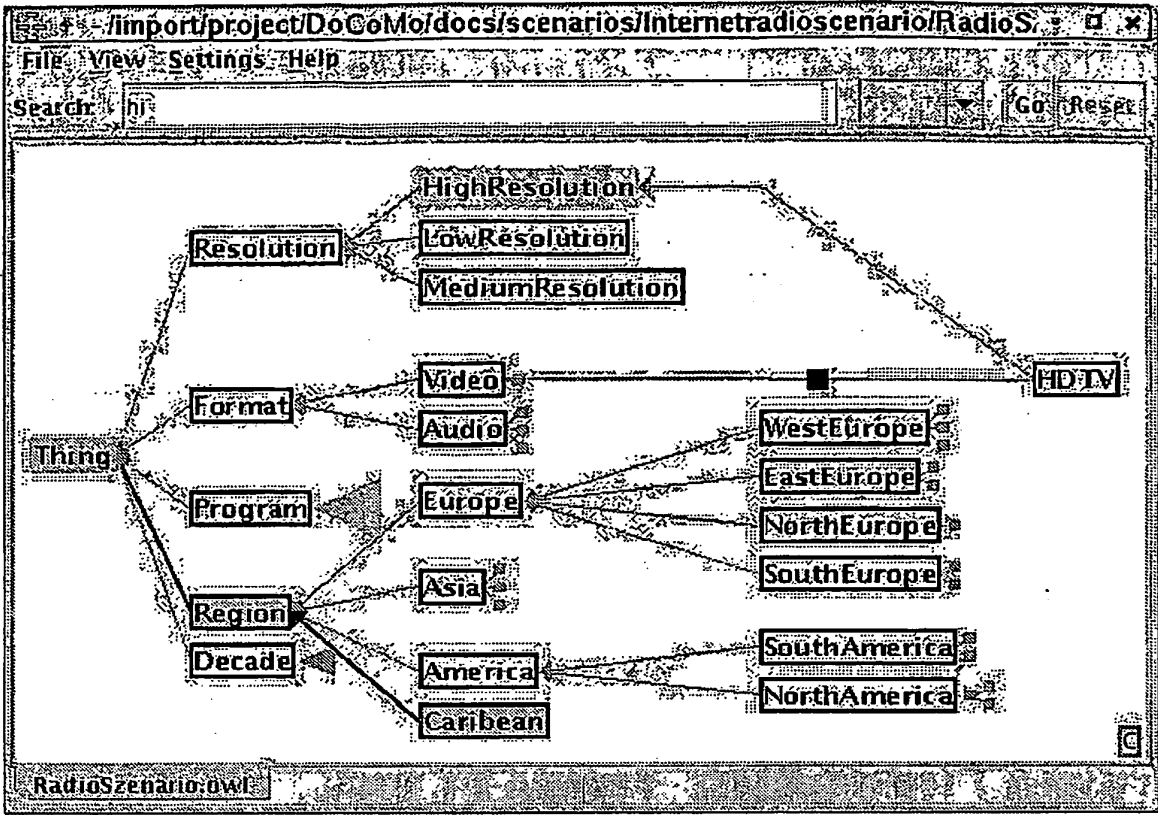 ~/import/project/DoCoMo/docs/scenarios/Internetradioscenario/RadioS
File View Settings Help
Search: hi Go Reset
HighResolution
Resolution
LowResolution
MediumResolution
Video
HDTV
Format
Audio
WestEurope
Thing
EastEurope
Program
Europe
NorthEurope
SouthEurope
Asia
Region
SouthAmerica
Decade
America
NorthAmerica
Caribean
C
RadioSzenario.owl